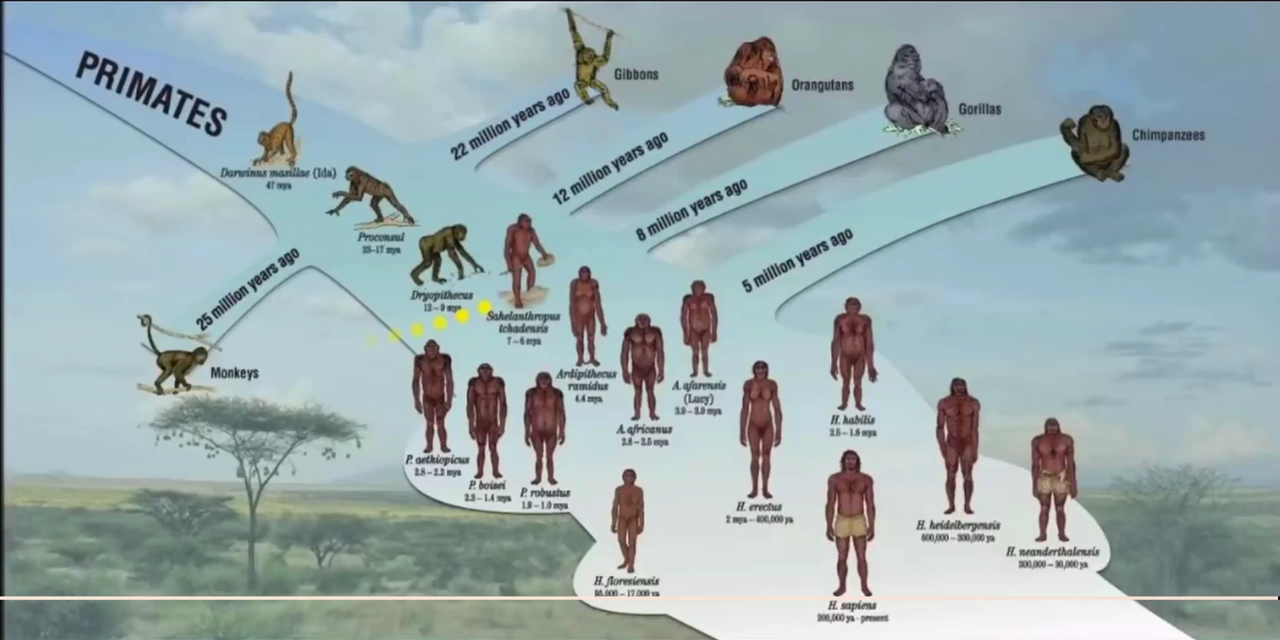 PRIMATES
Gibbons
Orangutans
Gorillas
Chimpanzees
22 million years ago
12 million years ago
8 million years ago
5 million years ago
25 million years ago
Monkeys
Darwinus masillae (Ida)
47 mya
Proconsul
23–17 mya
Dryopithecus
12–9 mya
Sahelanthropus
tchadensis
7–6 mya
Ardipithecus
ramidus
4.4 mya
A. africanus
2.8–2.5 mya
A. afarensis
(Lucy)
3.9–3.0 mya
H. habilis
2.5–1.6 mya
P. aethiopicus
2.8–2.2 mya
P. boisei
2.3–1.4 mya
P. robustus
1.9–1.0 mya
H. erectus
2 mya–400,000 ya
H. heidelbergensis
600,000–300,000 ya
H. neanderthalensis
300,000–30,000 ya
H. floresiensis
95,000–17,000 ya
H. sapiens
200,000 ya - present